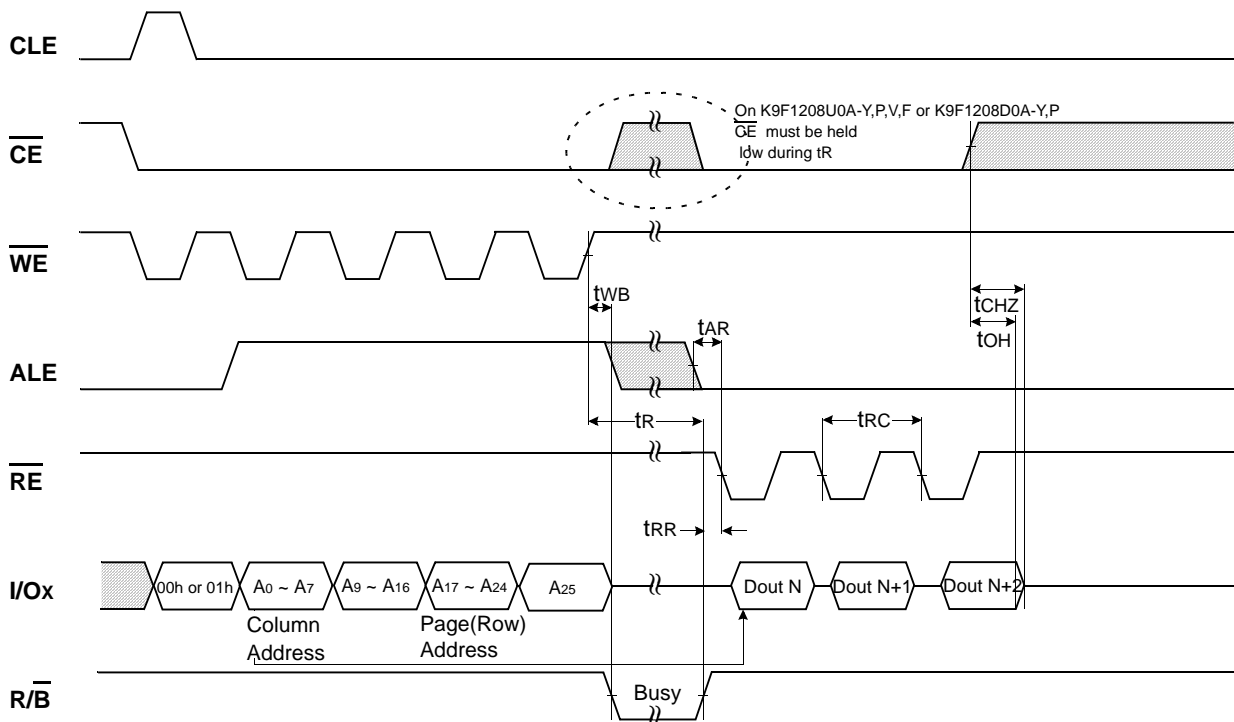 CLE
On K9F1208U0A-Y,P,V,F or K9F1208D0A-Y,P
CE must be held
low during tR
CE
WE
tWB
tCHZ
tAR
tOH
ALE
tR
tRC
RE
tRR
I/Ox
00h or 01h
A0 ~ A7
A9 ~ A16
A17 ~ A24
A25
Dout N
Dout N+1
Dout N+2
Column
Address
Page(Row)
Address
R/B
Busy